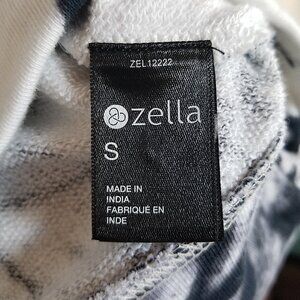 ZEL12222
zella
S
MADE IN
INDIA
FABRIQUÉ EN
INDE